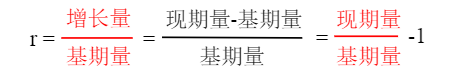 r = 增长量/基期量 = 现期量-基期量/基期量 = 现期量/基期量 -1